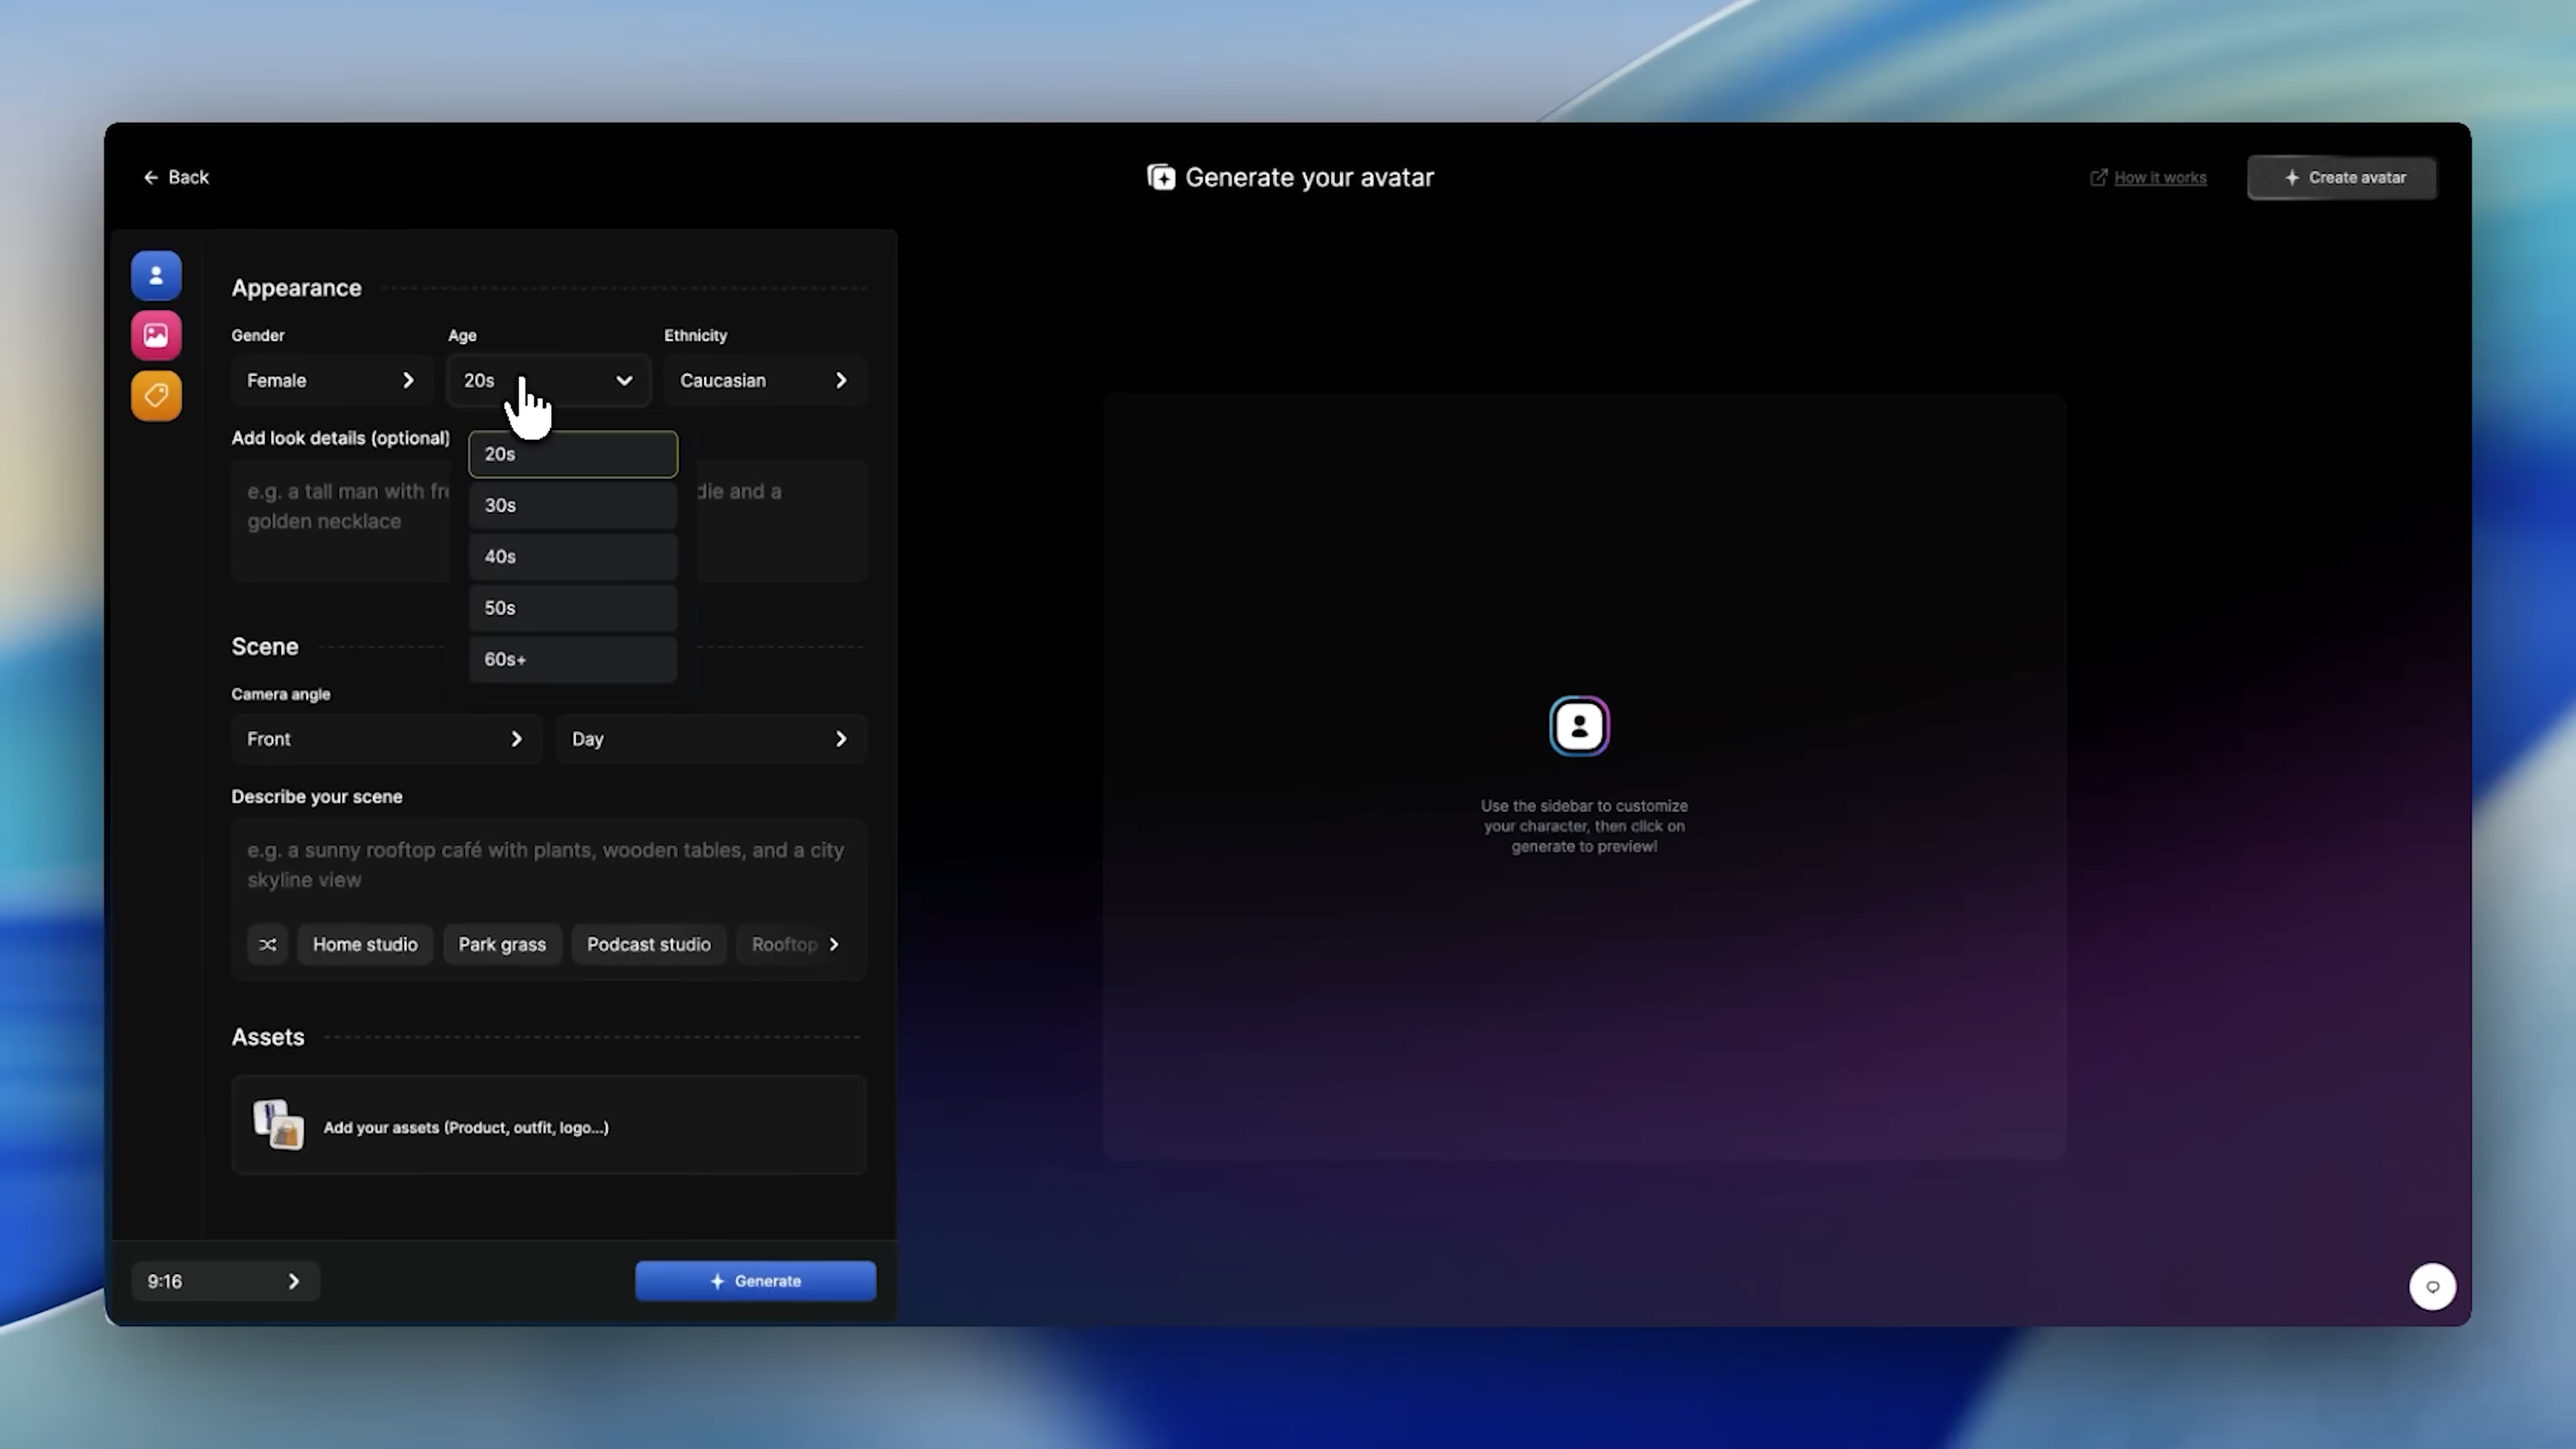 Back
Generate your avatar
How it works
Create avatar
Appearance
Gender
Age
Ethnicity
Female
20s
Caucasian
Add look details (optional)
20s
30s
40s
50s
60s+
e.g. a tall man with
die and a
golden necklace
Scene
Camera angle
Front
Day
Describe your scene
e.g. a sunny rooftop café with plants, wooden tables, and a city
skyline view
Home studio
Park grass
Podcast studio
Rooftop
Assets
Add your assets (Product, outfit, logo...)
9:16
Generate
Use the sidebar to customize
your character, then click on
generate to preview!